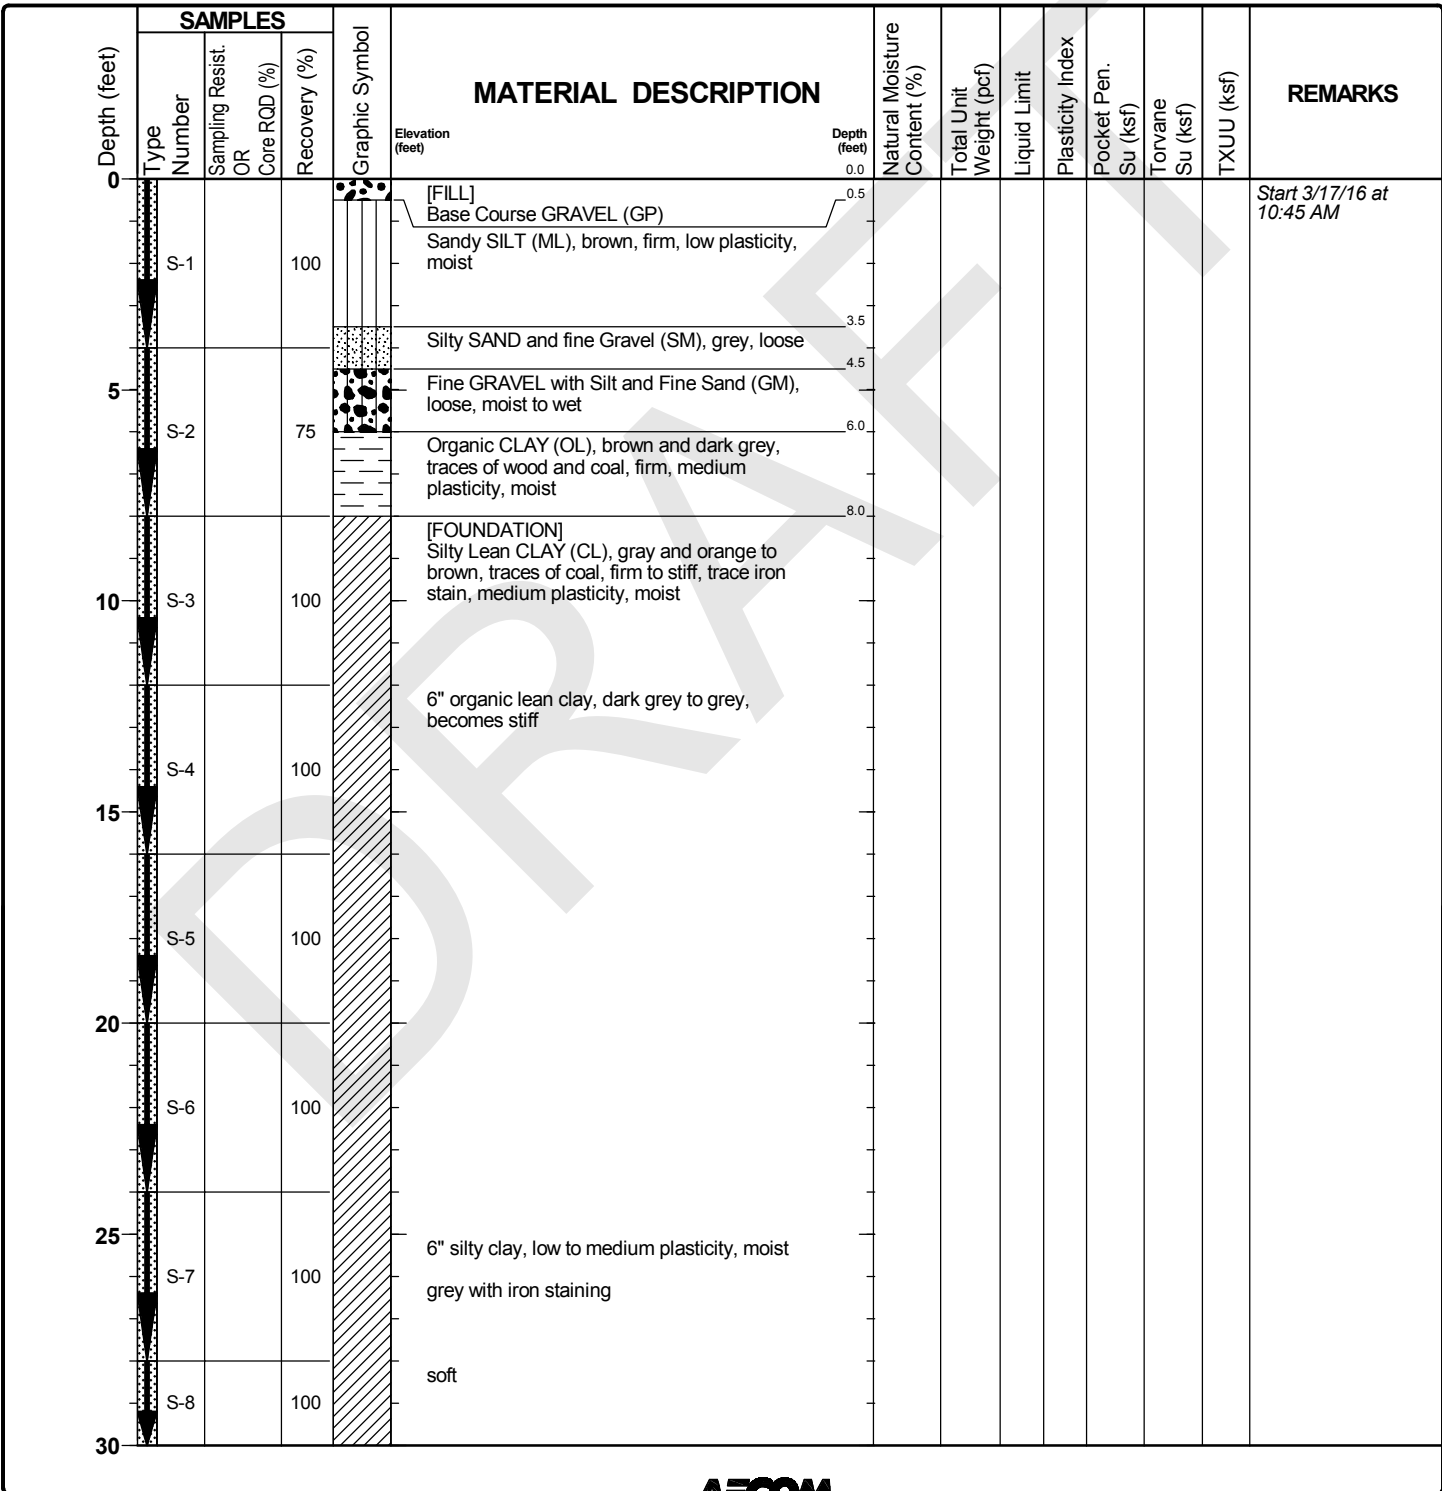 SAMPLES
Depth (feet)
Type
Number
Sampling Resist.
OR
Core RQD (%)
Recovery (%)
Graphic Symbol
MATERIAL DESCRIPTION
Elevation
(feet)
Depth
(feet)
Natural Moisture
Content (%)
Total Unit
Weight (pcf)
Liquid Limit
Plasticity Index
Pocket Pen.
Su (ksf)
Torvane
Su (ksf)
TXUU (ksf)
REMARKS
0.0
0
[FILL]
0.5
Base Course GRAVEL (GP)
Start 3/17/16 at
10:45 AM
Sandy SILT (ML), brown, firm, low plasticity,
moist
S-1
100
3.5
Silty SAND and fine Gravel (SM), grey, loose
4.5
5
Fine GRAVEL with Silt and Fine Sand (GM),
loose, moist to wet
S-2
75
6.0
Organic CLAY (OL), brown and dark grey,
traces of wood and coal, firm, medium
plasticity, moist
8.0
[FOUNDATION]
Silty Lean CLAY (CL), gray and orange to
brown, traces of coal, firm to stiff, trace iron
stain, medium plasticity, moist
10
S-3
100
6" organic lean clay, dark grey to grey,
becomes stiff
S-4
100
15
S-5
100
20
S-6
100
25
6" silty clay, low to medium plasticity, moist
S-7
100
grey with iron staining
soft
S-8
100
30
DRAFT
AECOM